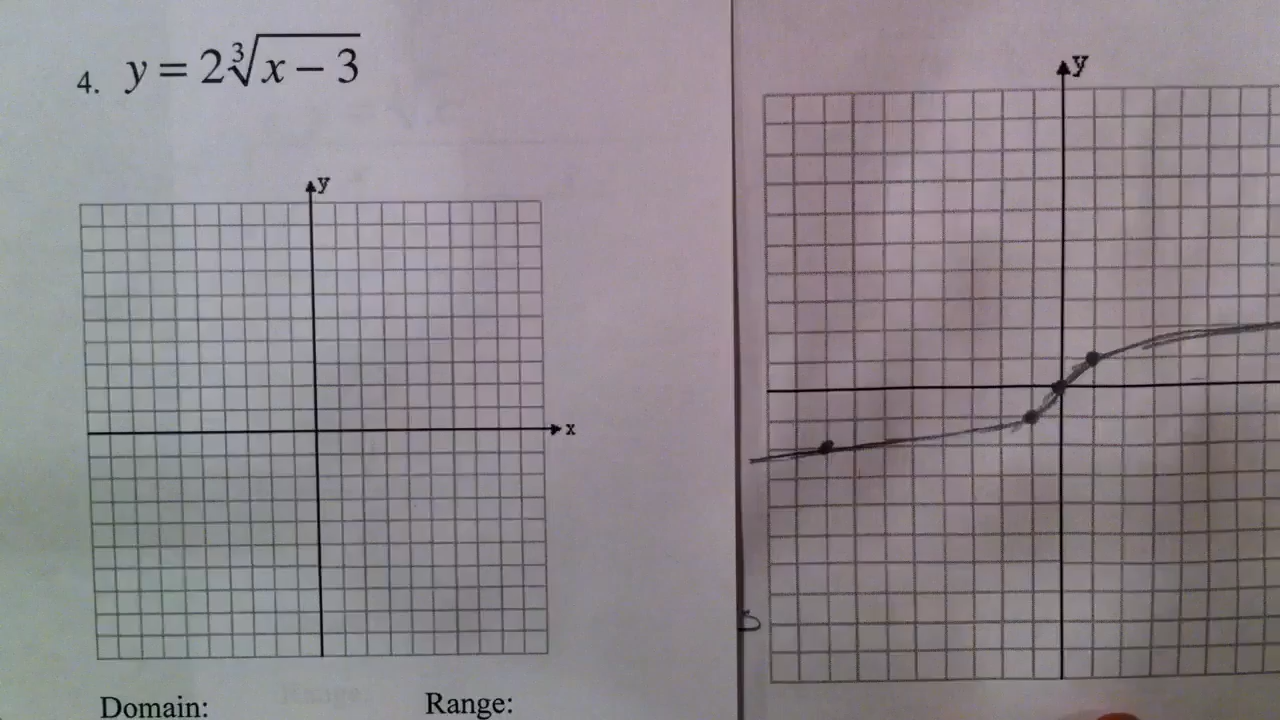 4. y = 2∛(x − 3)
y
x
Domain:
Range:
y